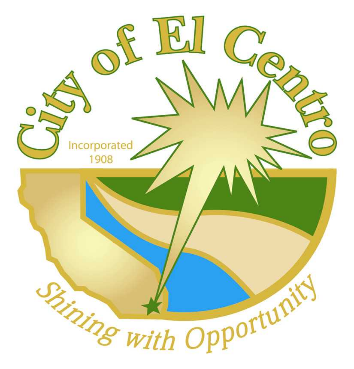 City of El Centro
Incorporated
1908
Shining with Opportunity